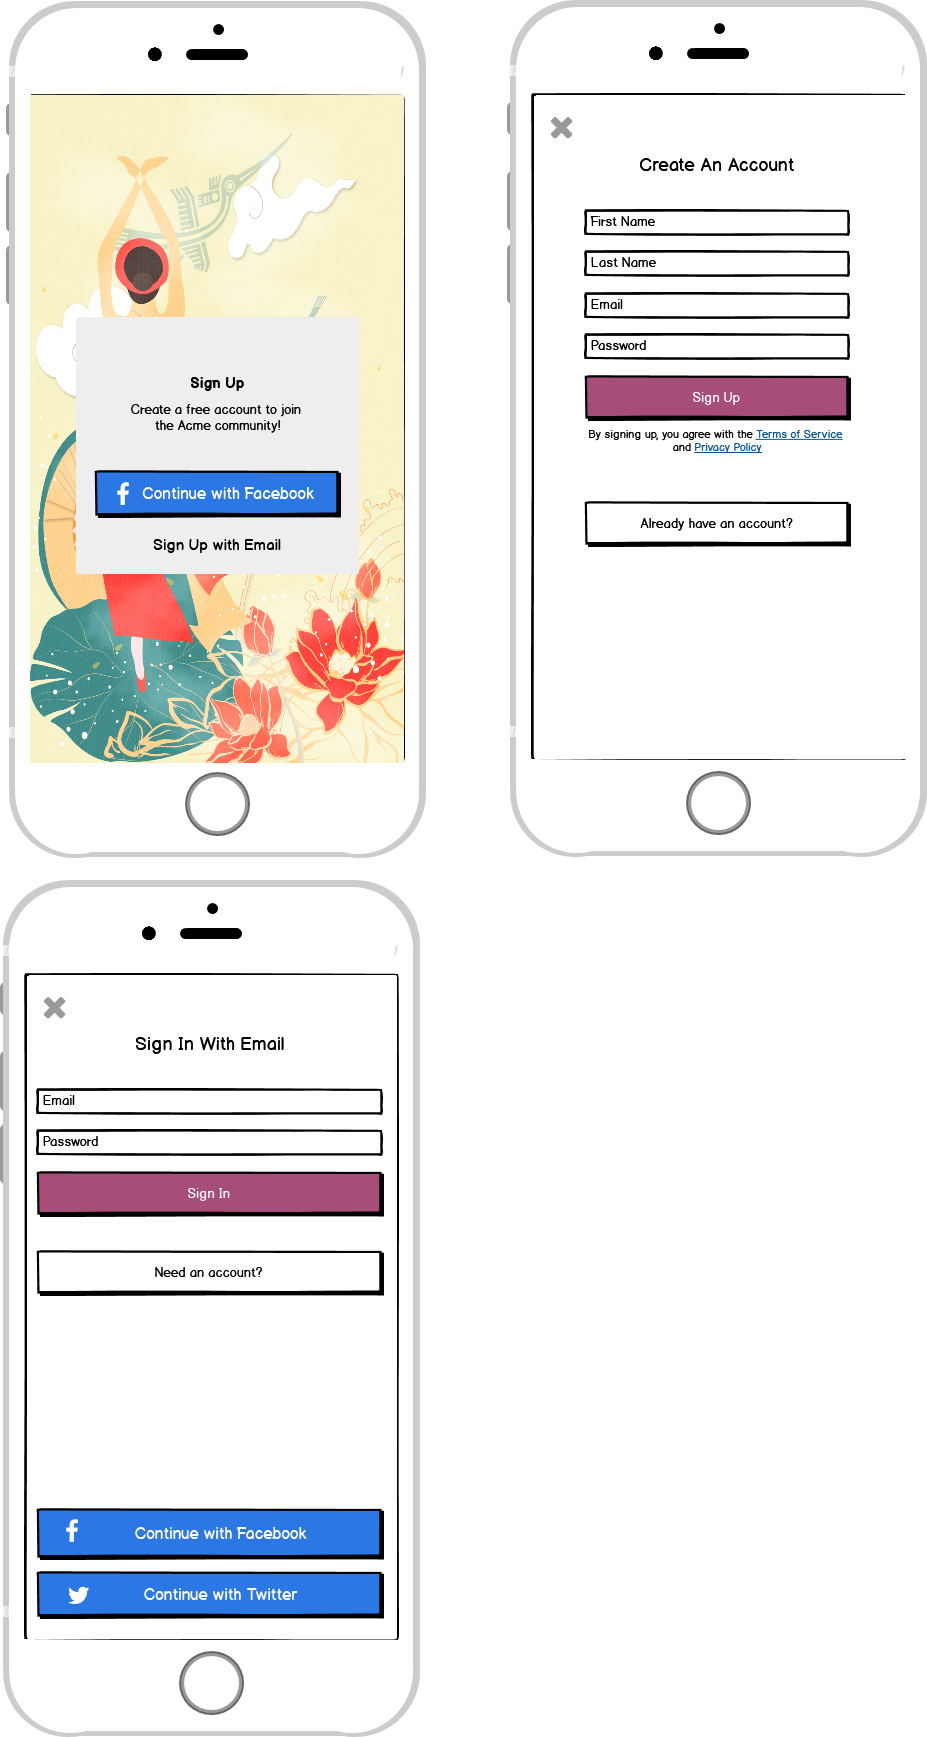 Sign Up
Create a free account to join
the Acme community!
Continue with Facebook
Sign Up with Email
Create An Account
First Name
Last Name
Email
Password
Sign Up
By signing up, you agree with the Terms of Service
and Privacy Policy
Already have an account?
Sign In With Email
Email
Password
Sign In
Need an account?
Continue with Facebook
Continue with Twitter